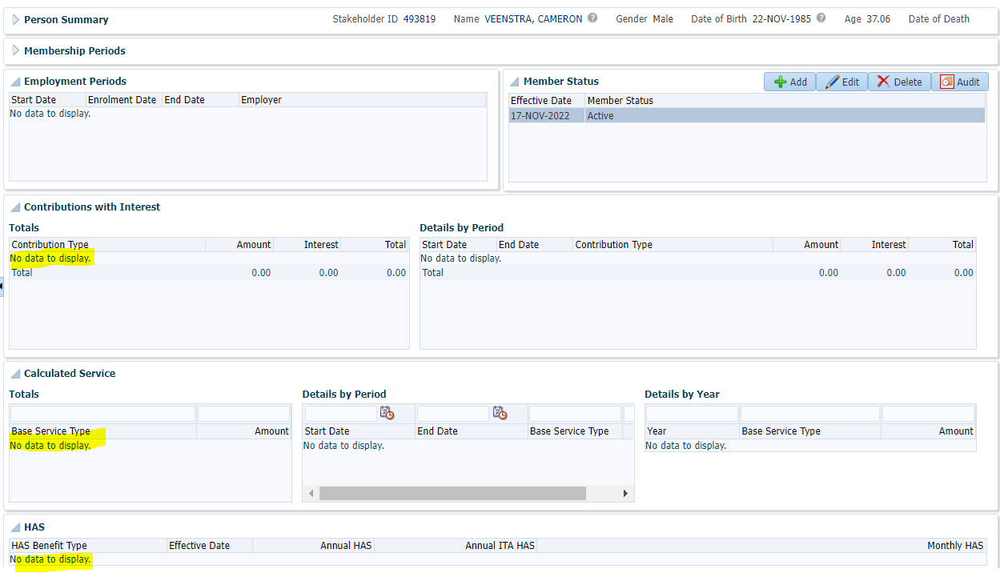 Person Summary Stakeholder ID 493819 Name VEENSTRA, CAMERON Gender Male Date of Birth 22-NOV-1985 Age 37.06 Date of Death
Membership Periods
Employment Periods
Start Date Enrolment Date End Date Employer
No data to display.
Member Status Add Edit Delete Audit
Effective Date Member Status
17-NOV-2022 Active
Contributions with Interest
Totals
Contribution Type Amount Interest Total
No data to display.
Total 0.00 0.00 0.00
Details by Period
Start Date End Date Contribution Type Amount Interest Total
No data to display.
Total 0.00 0.00 0.00
Calculated Service
Totals
Base Service Type Amount
No data to display.
Details by Period
Start Date End Date Base Service Type
No data to display.
Details by Year
Year Base Service Type Amount
No data to display.
HAS
HAS Benefit Type Effective Date Annual HAS Annual ITA HAS Monthly HAS
No data to display.